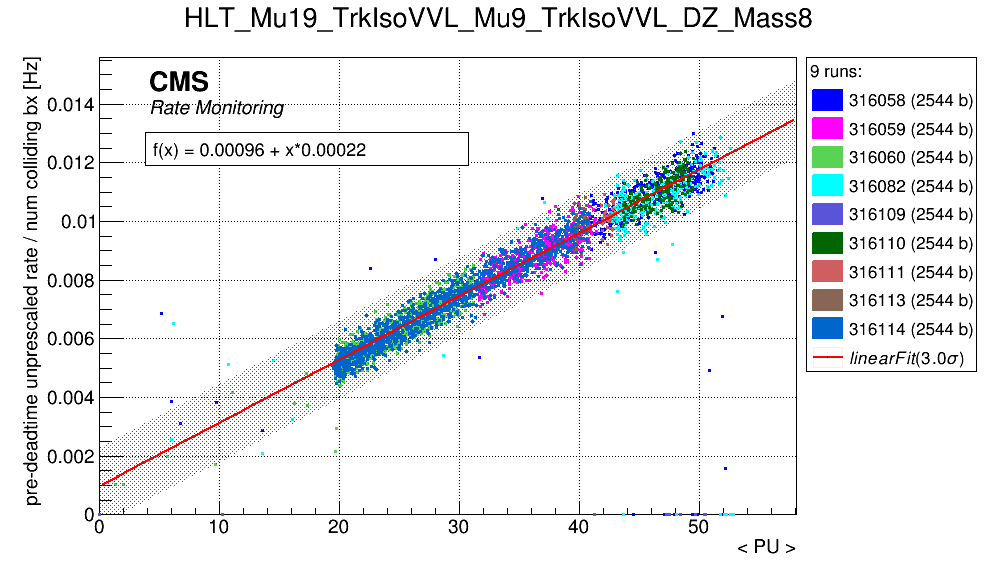 HLT_Mu19_TrkIsoVVL_Mu9_TrkIsoVVL_DZ_Mass8
pre-deadtime unprescaled rate / num colliding bx [Hz]
CMS
Rate Monitoring
f(x) = 0.00096 + x*0.00022
0.014
0.012
0.01
0.008
0.006
0.004
0.002
0
0 10 20 30 40 50
< PU >
9 runs:
316058 (2544 b)
316059 (2544 b)
316060 (2544 b)
316082 (2544 b)
316109 (2544 b)
316110 (2544 b)
316111 (2544 b)
316113 (2544 b)
316114 (2544 b)
linearFit(3.0σ)